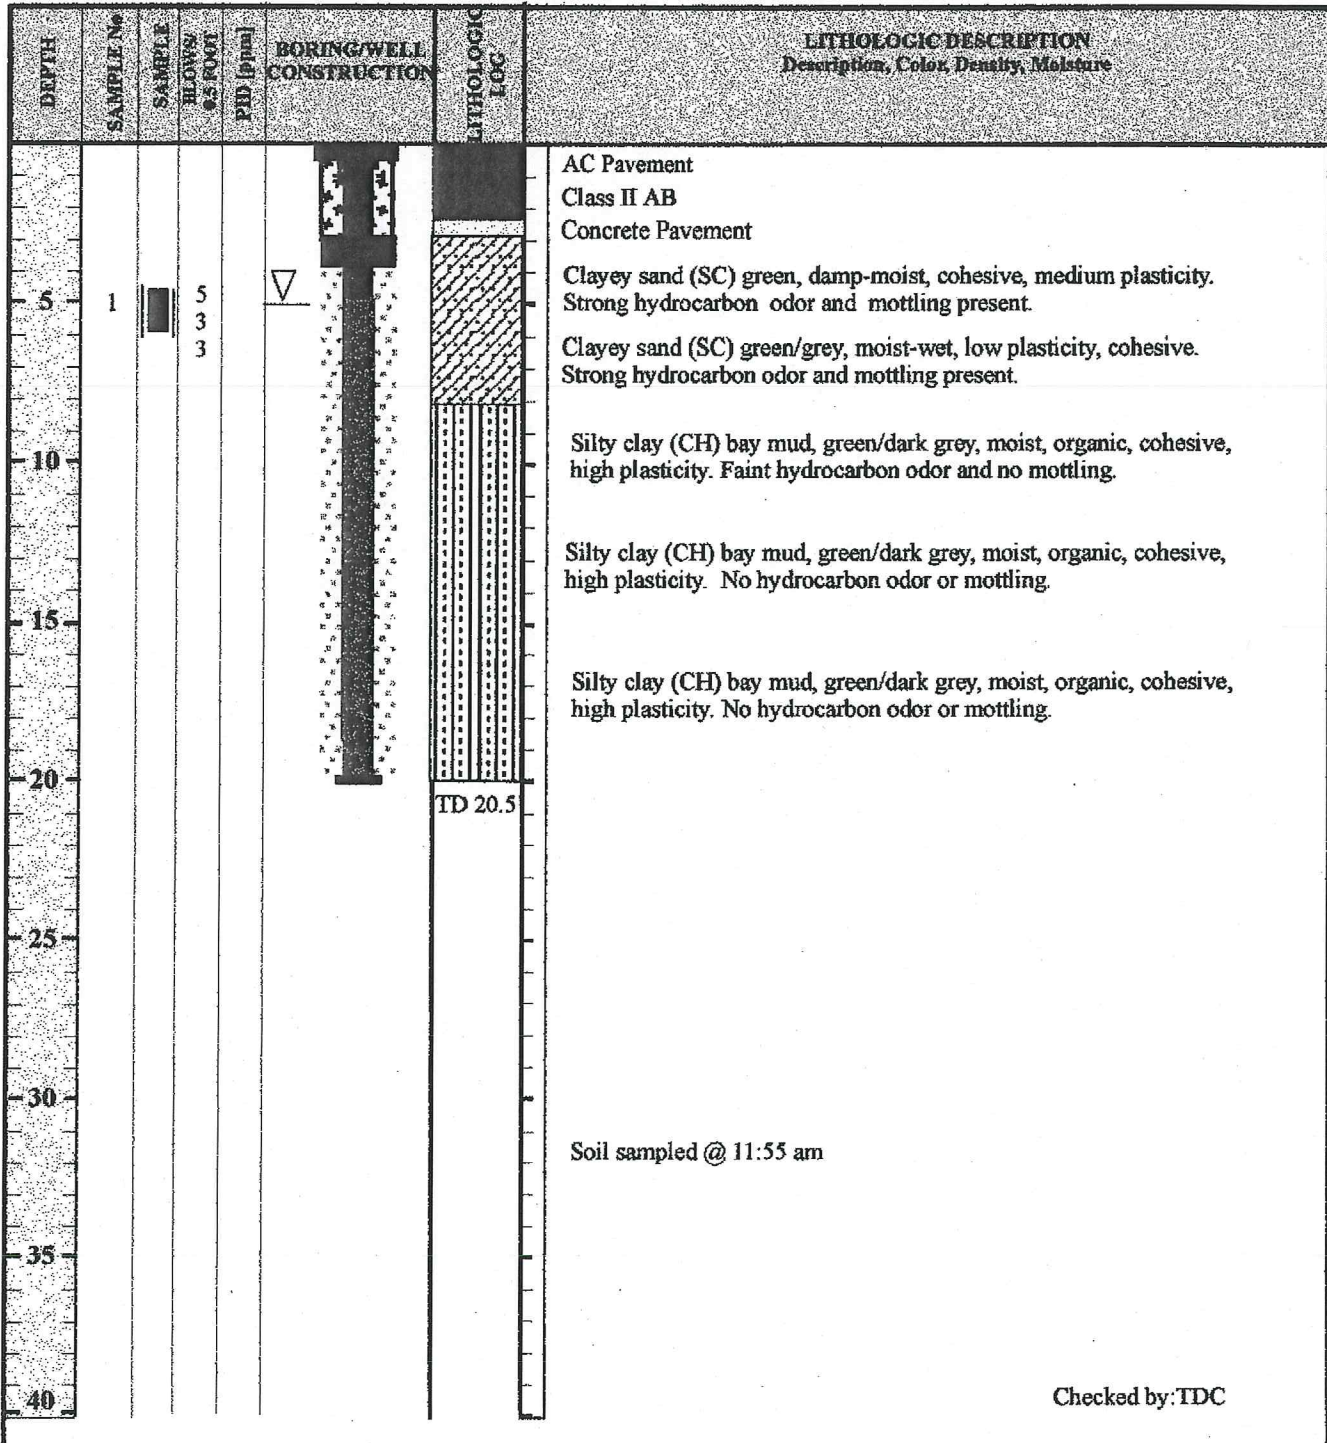 DEPTH
SAMPLE No
SAMPLE
BLOWS/
0.5 FOOT
PID [ppm]
BORING/WELL
CONSTRUCTION
LITHOLOGIC
LOG
LITHOLOGIC DESCRIPTION
Description, Color, Density, Moisture
AC Pavement
Class II AB
Concrete Pavement
Clayey sand (SC) green, damp-moist, cohesive, medium plasticity.
Strong hydrocarbon odor and mottling present.
5
1
5
3
3
Clayey sand (SC) green/grey, moist-wet, low plasticity, cohesive.
Strong hydrocarbon odor and mottling present.
10
Silty clay (CH) bay mud, green/dark grey, moist, organic, cohesive,
high plasticity. Faint hydrocarbon odor and no mottling.
Silty clay (CH) bay mud, green/dark grey, moist, organic, cohesive,
high plasticity. No hydrocarbon odor or mottling.
15
Silty clay (CH) bay mud, green/dark grey, moist, organic, cohesive,
high plasticity. No hydrocarbon odor or mottling.
20
TD 20.5
25
30
Soil sampled @ 11:55 am
35
40
Checked by:TDC